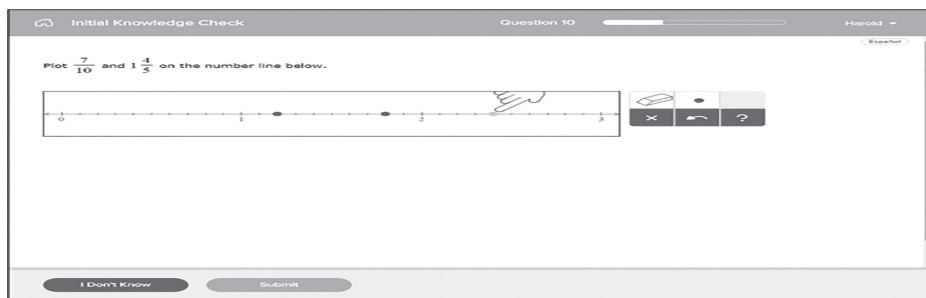 Initial Knowledge Check Question 10 Harold
Español
Plot 7/10 and 1 4/5 on the number line below.
0 1 2 3
× ?
I Don't Know Submit